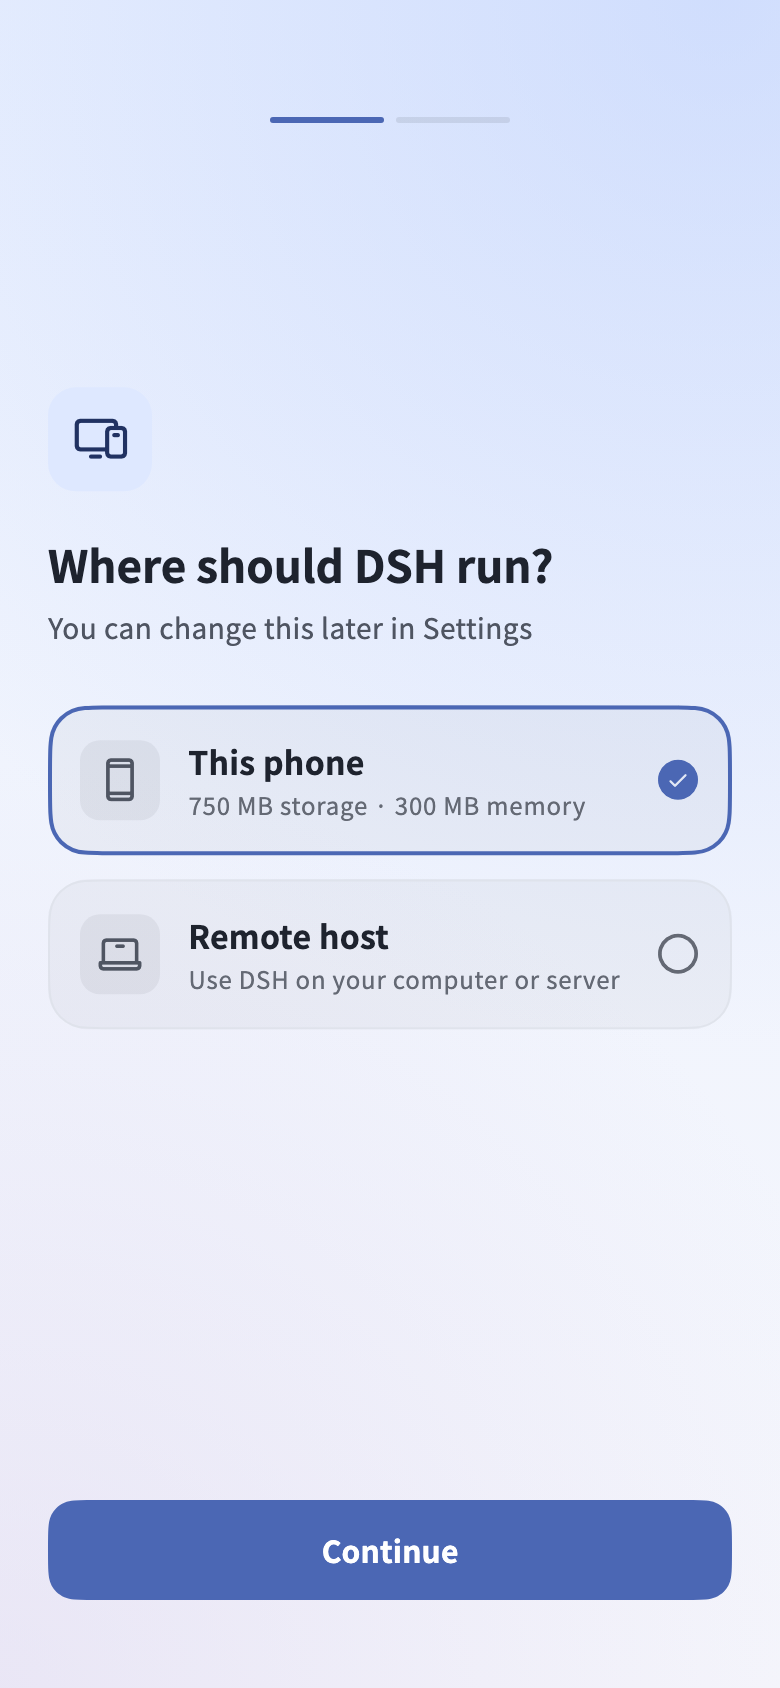 Where should DSH run?
You can change this later in Settings
This phone
750 MB storage · 300 MB memory
Remote host
Use DSH on your computer or server
Continue